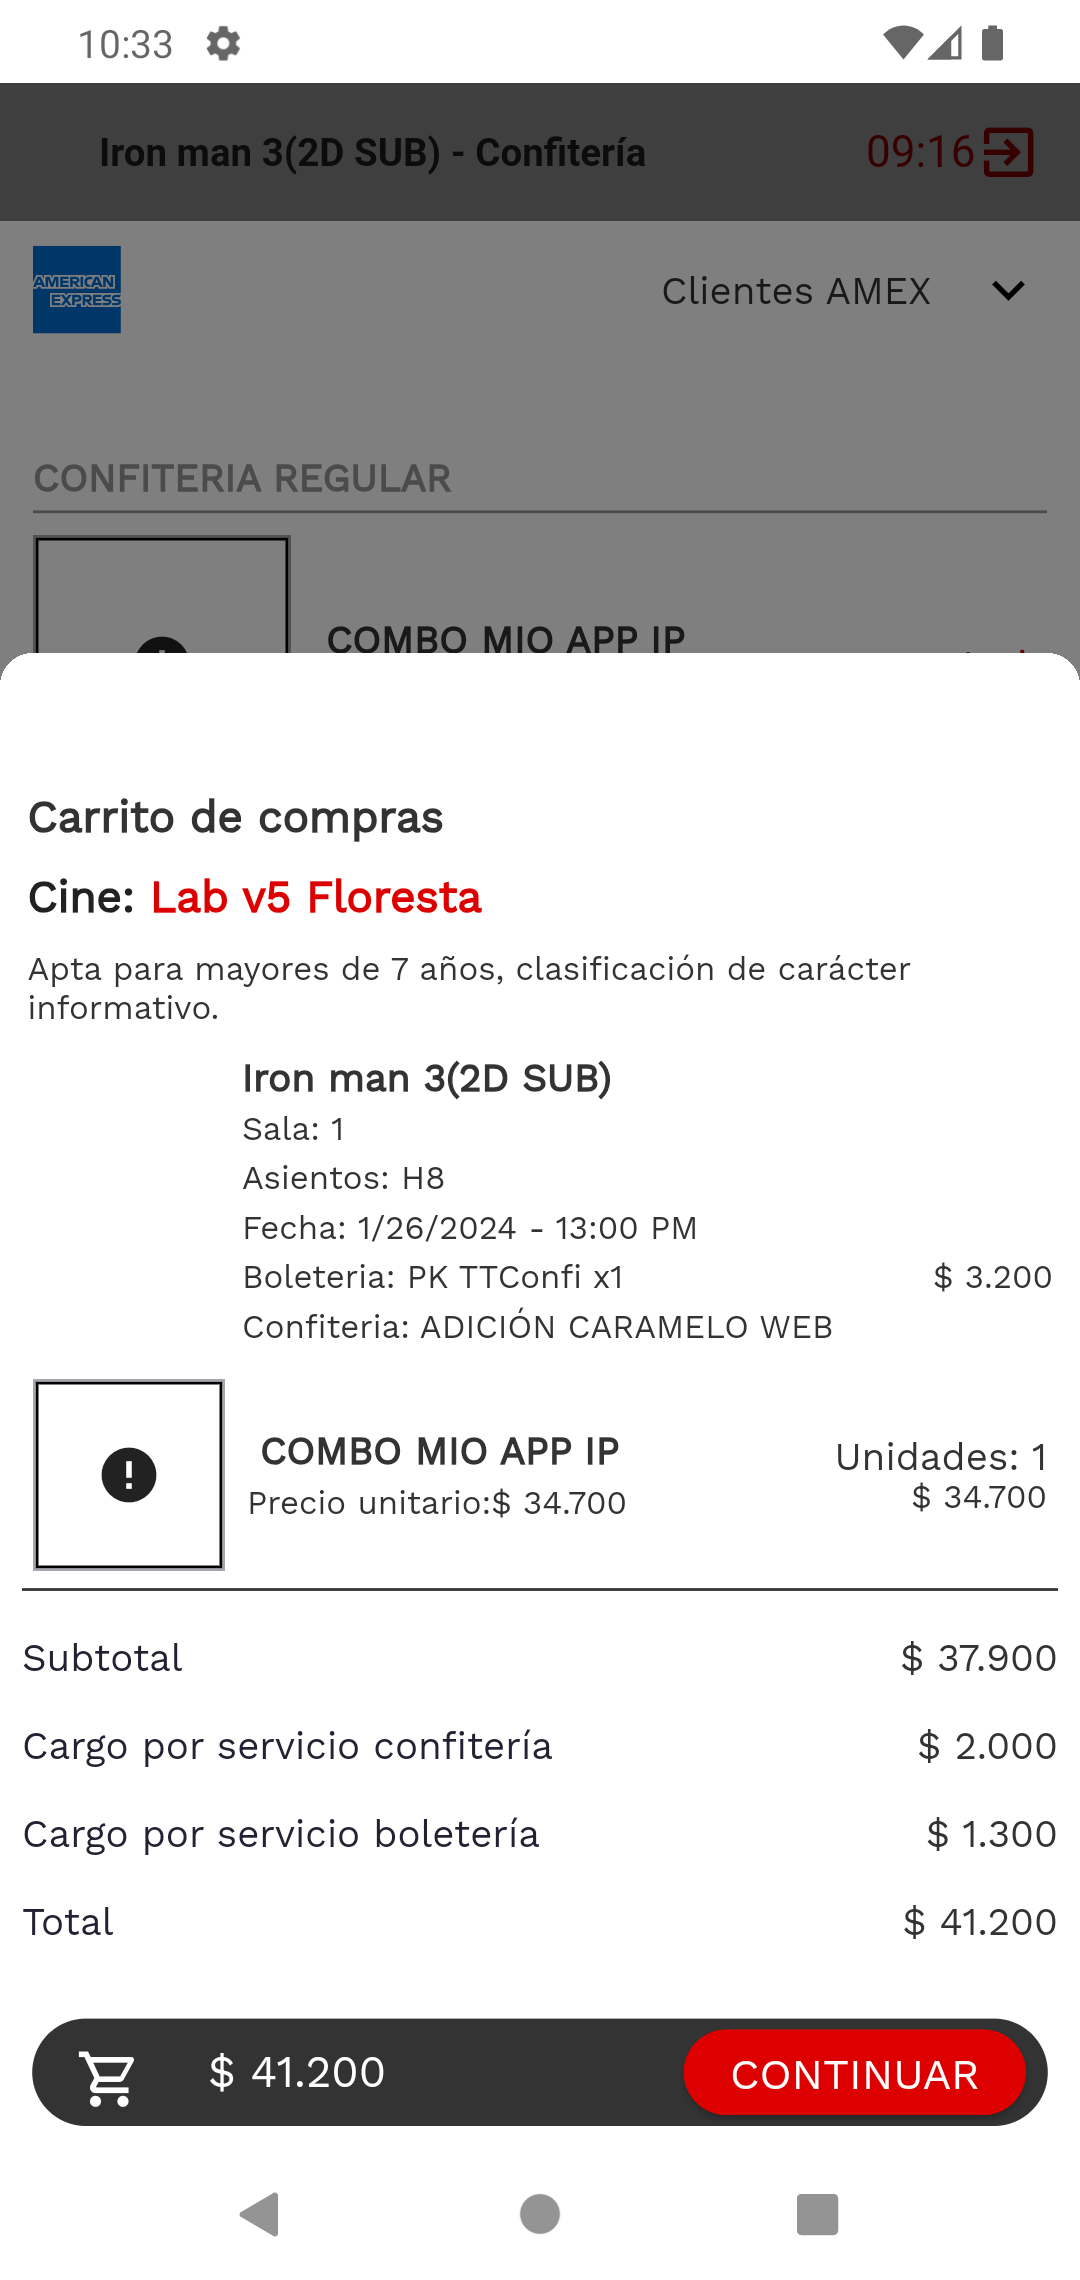 10:33
Iron man 3(2D SUB) - Confitería
09:16
AMERICAN
EXPRESS
Clientes AMEX
CONFITERIA REGULAR
COMBO MIO APP IP
Carrito de compras
Cine: Lab v5 Floresta
Apta para mayores de 7 años, clasificación de carácter
informativo.
Iron man 3(2D SUB)
Sala: 1
Asientos: H8
Fecha: 1/26/2024 - 13:00 PM
Boleteria: PK TTConfi x1 $ 3.200
Confiteria: ADICIÓN CARAMELO WEB
COMBO MIO APP IP
Unidades: 1
Precio unitario:$ 34.700
$ 34.700
Subtotal $ 37.900
Cargo por servicio confitería $ 2.000
Cargo por servicio boletería $ 1.300
Total $ 41.200
$ 41.200 CONTINUAR